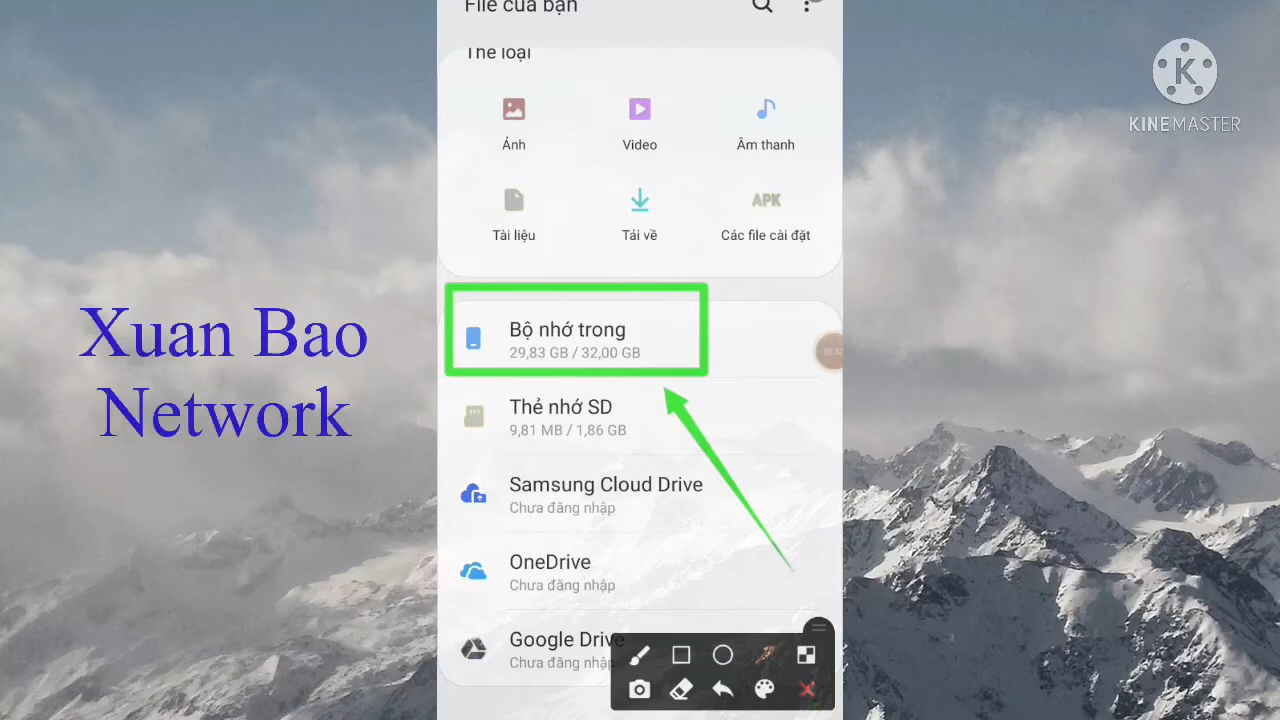 File của bạn
Thể loại
Ảnh
Video
Âm thanh
APK
Tài liệu
Tải về
Các file cài đặt
Bộ nhớ trong
29,83 GB / 32,00 GB
Thẻ nhớ SD
9,81 MB / 1,86 GB
Samsung Cloud Drive
Chưa đăng nhập
OneDrive
Chưa đăng nhập
Google Drive
Chưa đăng nhập
Xuan Bao
Network
K
KINEMASTER